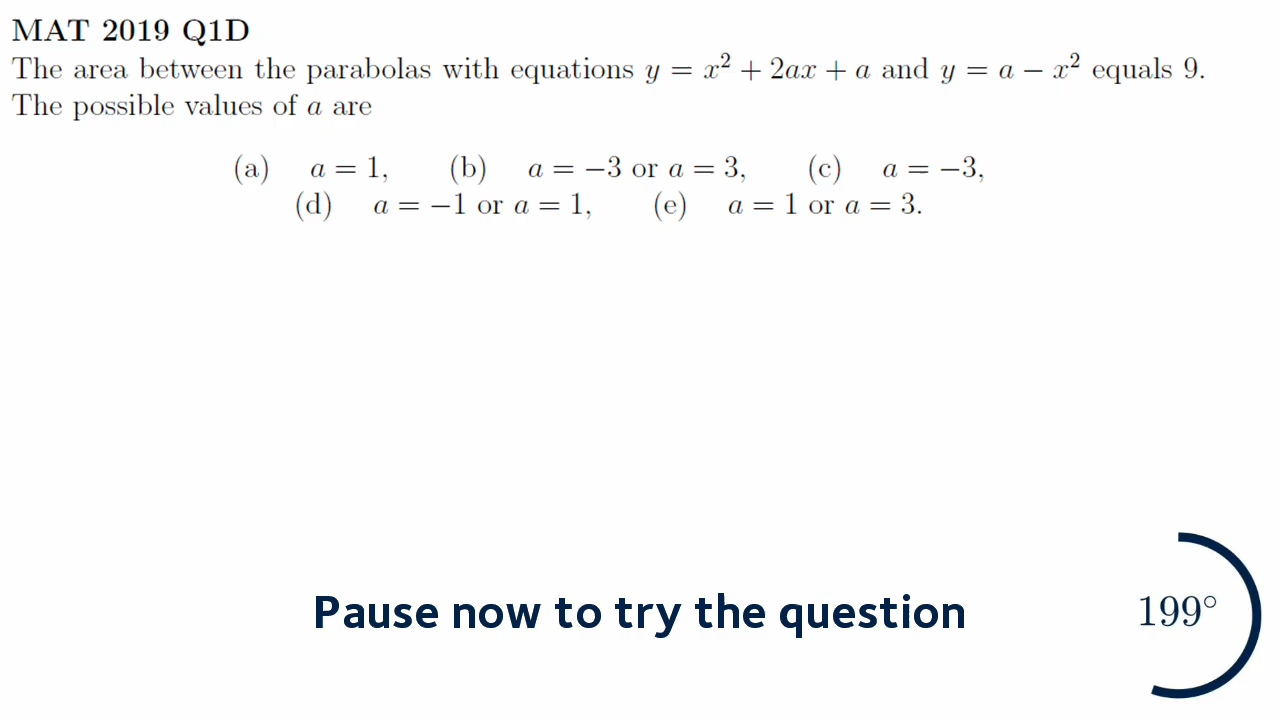 MAT 2019 Q1D
The area between the parabolas with equations y = x² + 2ax + a and y = a − x² equals 9.
The possible values of a are
(a) a = 1, (b) a = −3 or a = 3, (c) a = −3,
(d) a = −1 or a = 1, (e) a = 1 or a = 3.
Pause now to try the question
199°